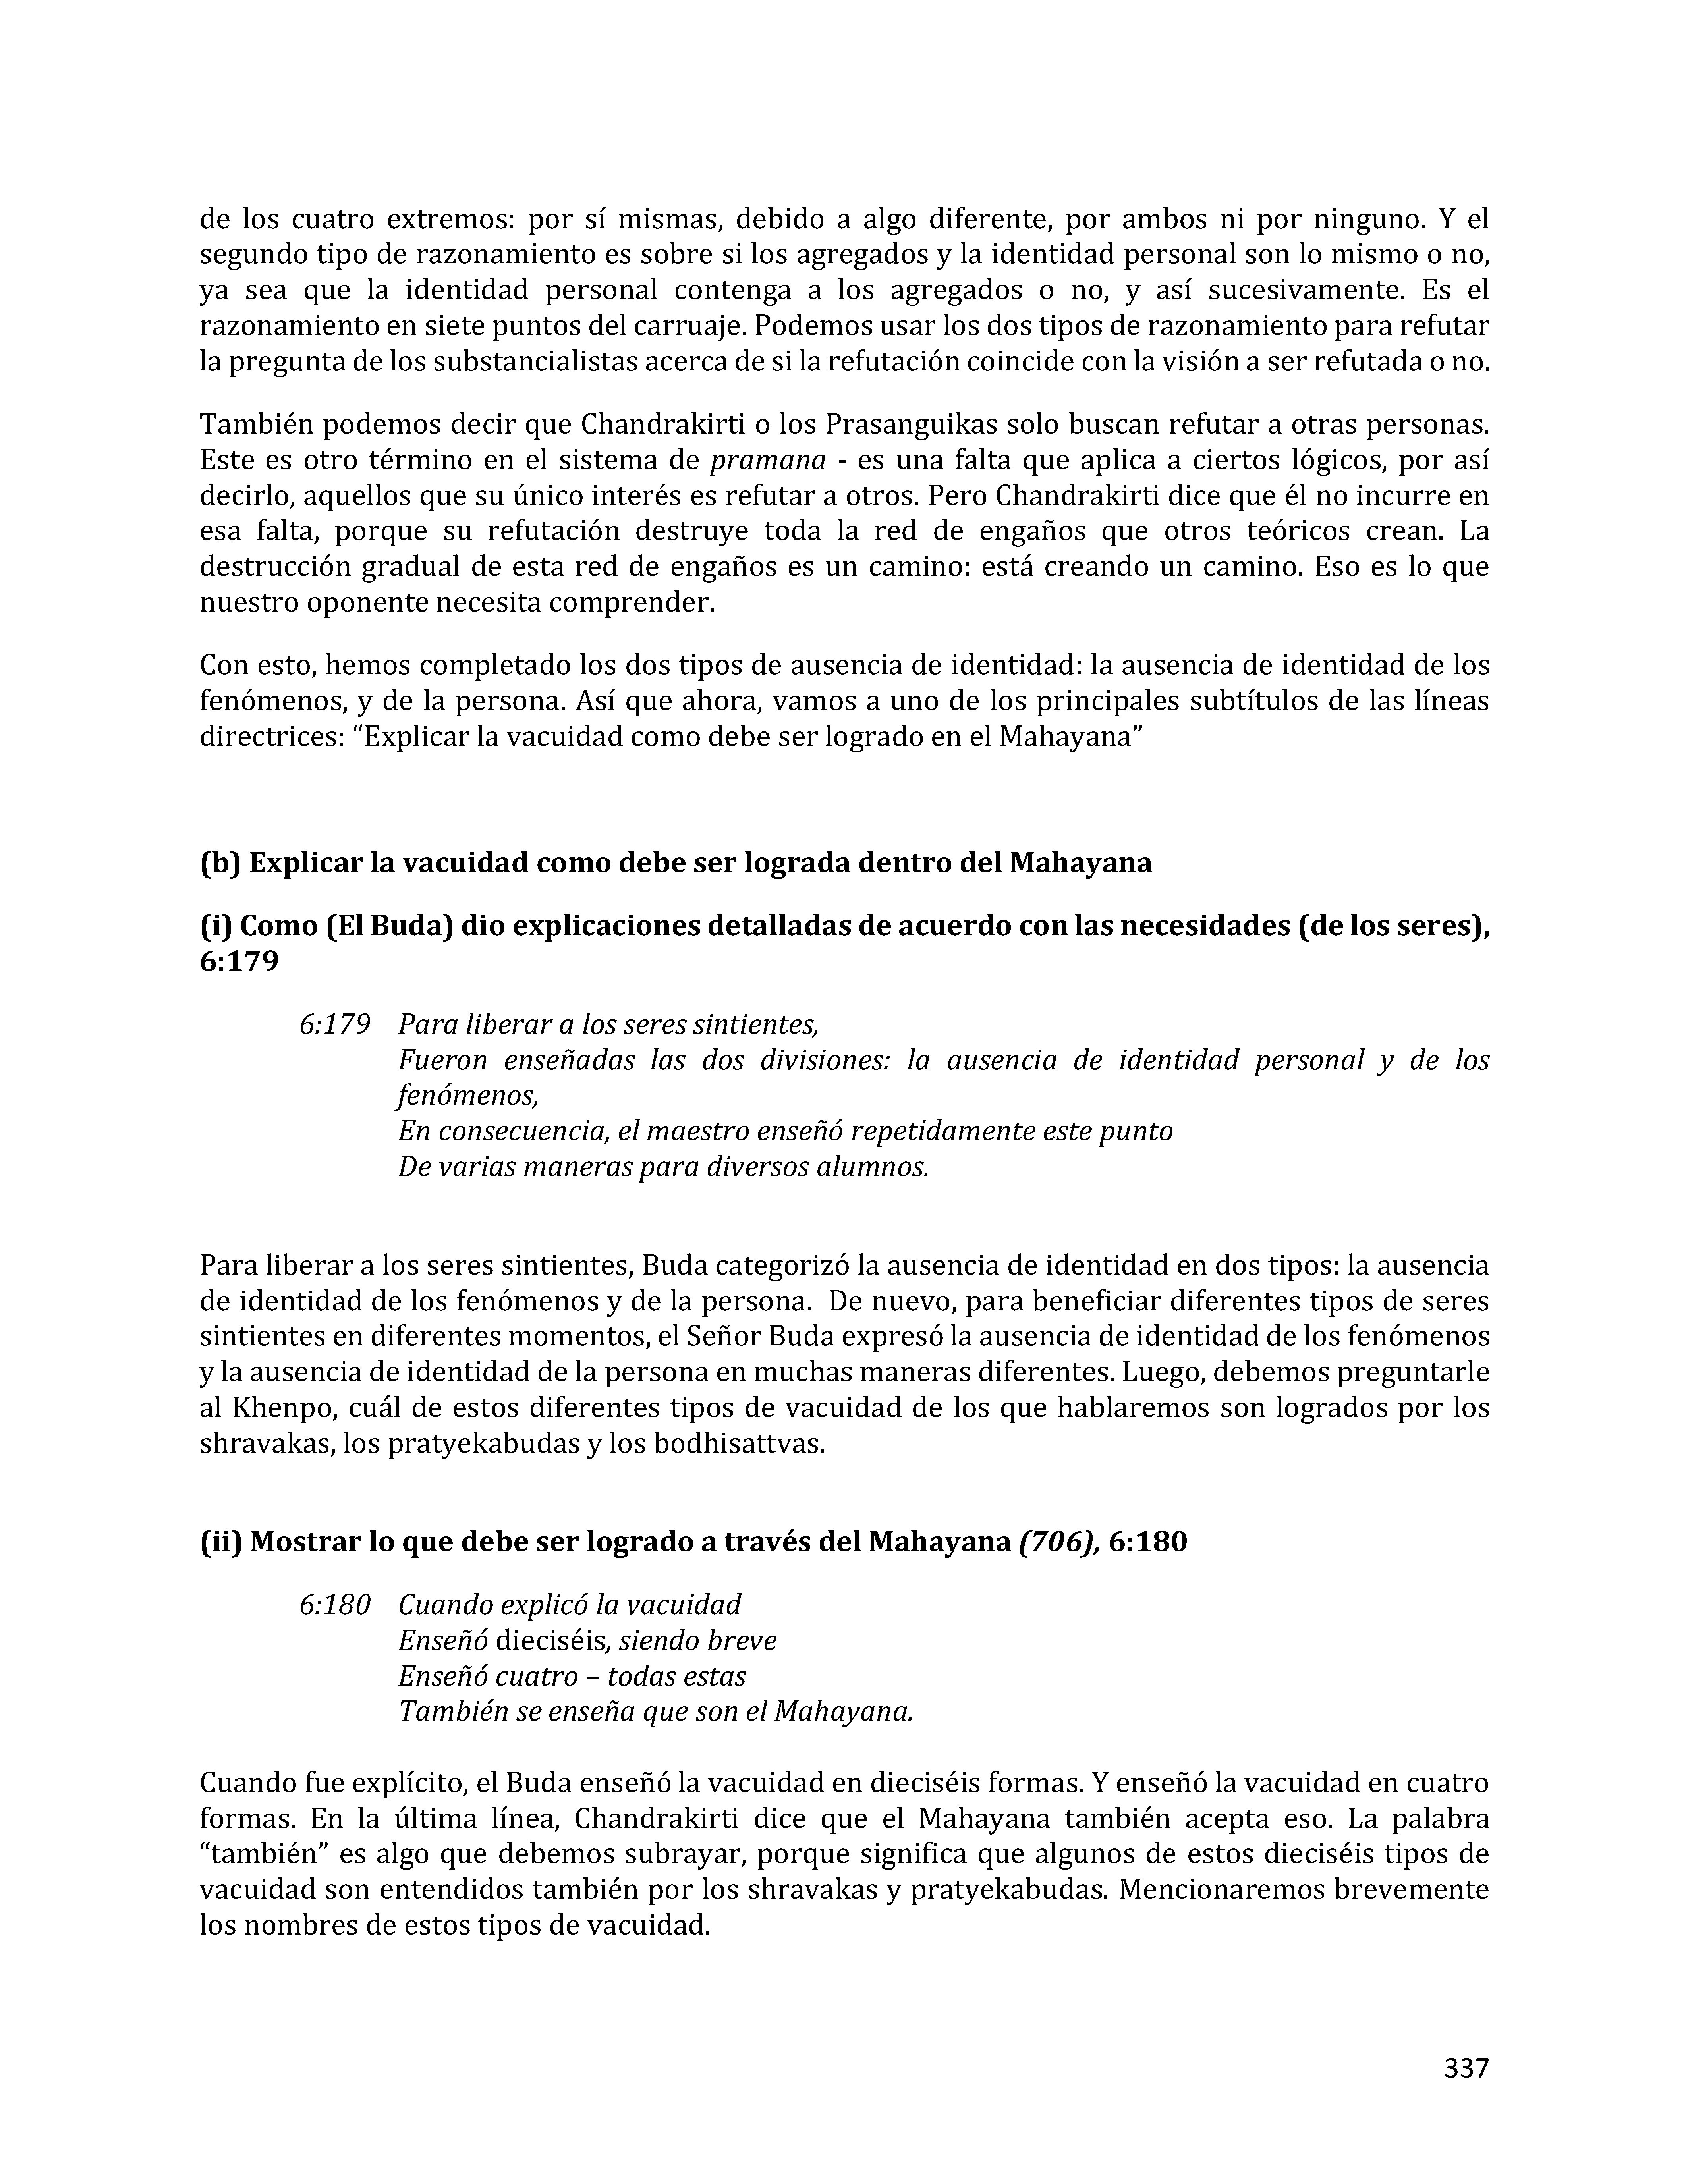 de los cuatro extremos: por sí mismas, debido a algo diferente, por ambos ni por ninguno. Y el
segundo tipo de razonamiento es sobre si los agregados y la identidad personal son lo mismo o no,
ya sea que la identidad personal contenga a los agregados o no, y así sucesivamente. Es el
razonamiento en siete puntos del carruaje. Podemos usar los dos tipos de razonamiento para refutar
la pregunta de los substancialistas acerca de si la refutación coincide con la visión a ser refutada o no.
También podemos decir que Chandrakirti o los Prasanguikas solo buscan refutar a otras personas.
Este es otro término en el sistema de pramana - es una falta que aplica a ciertos lógicos, por así
decirlo, aquellos que su único interés es refutar a otros. Pero Chandrakirti dice que él no incurre en
esa falta, porque su refutación destruye toda la red de engaños que otros teóricos crean. La
destrucción gradual de esta red de engaños es un camino: está creando un camino. Eso es lo que
nuestro oponente necesita comprender.
Con esto, hemos completado los dos tipos de ausencia de identidad: la ausencia de identidad de los
fenómenos, y de la persona. Así que ahora, vamos a uno de los principales subtítulos de las líneas
directrices: “Explicar la vacuidad como debe ser logrado en el Mahayana”
(b) Explicar la vacuidad como debe ser lograda dentro del Mahayana
(i) Como (El Buda) dio explicaciones detalladas de acuerdo con las necesidades (de los seres),
6:179
6:179 Para liberar a los seres sintientes,
Fueron enseñadas las dos divisiones: la ausencia de identidad personal y de los
fenómenos,
En consecuencia, el maestro enseñó repetidamente este punto
De varias maneras para diversos alumnos.
Para liberar a los seres sintientes, Buda categorizó la ausencia de identidad en dos tipos: la ausencia
de identidad de los fenómenos y de la persona. De nuevo, para beneficiar diferentes tipos de seres
sintientes en diferentes momentos, el Señor Buda expresó la ausencia de identidad de los fenómenos
y la ausencia de identidad de la persona en muchas maneras diferentes. Luego, debemos preguntarle
al Khenpo, cuál de estos diferentes tipos de vacuidad de los que hablaremos son logrados por los
shravakas, los pratyekabudas y los bodhisattvas.
(ii) Mostrar lo que debe ser logrado a través del Mahayana (706), 6:180
6:180 Cuando explicó la vacuidad
Enseñó dieciséis, siendo breve
Enseñó cuatro – todas estas
También se enseña que son el Mahayana.
Cuando fue explícito, el Buda enseñó la vacuidad en dieciséis formas. Y enseñó la vacuidad en cuatro
formas. En la última línea, Chandrakirti dice que el Mahayana también acepta eso. La palabra
“también” es algo que debemos subrayar, porque significa que algunos de estos dieciséis tipos de
vacuidad son entendidos también por los shravakas y pratyekabudas. Mencionaremos brevemente
los nombres de estos tipos de vacuidad.
337